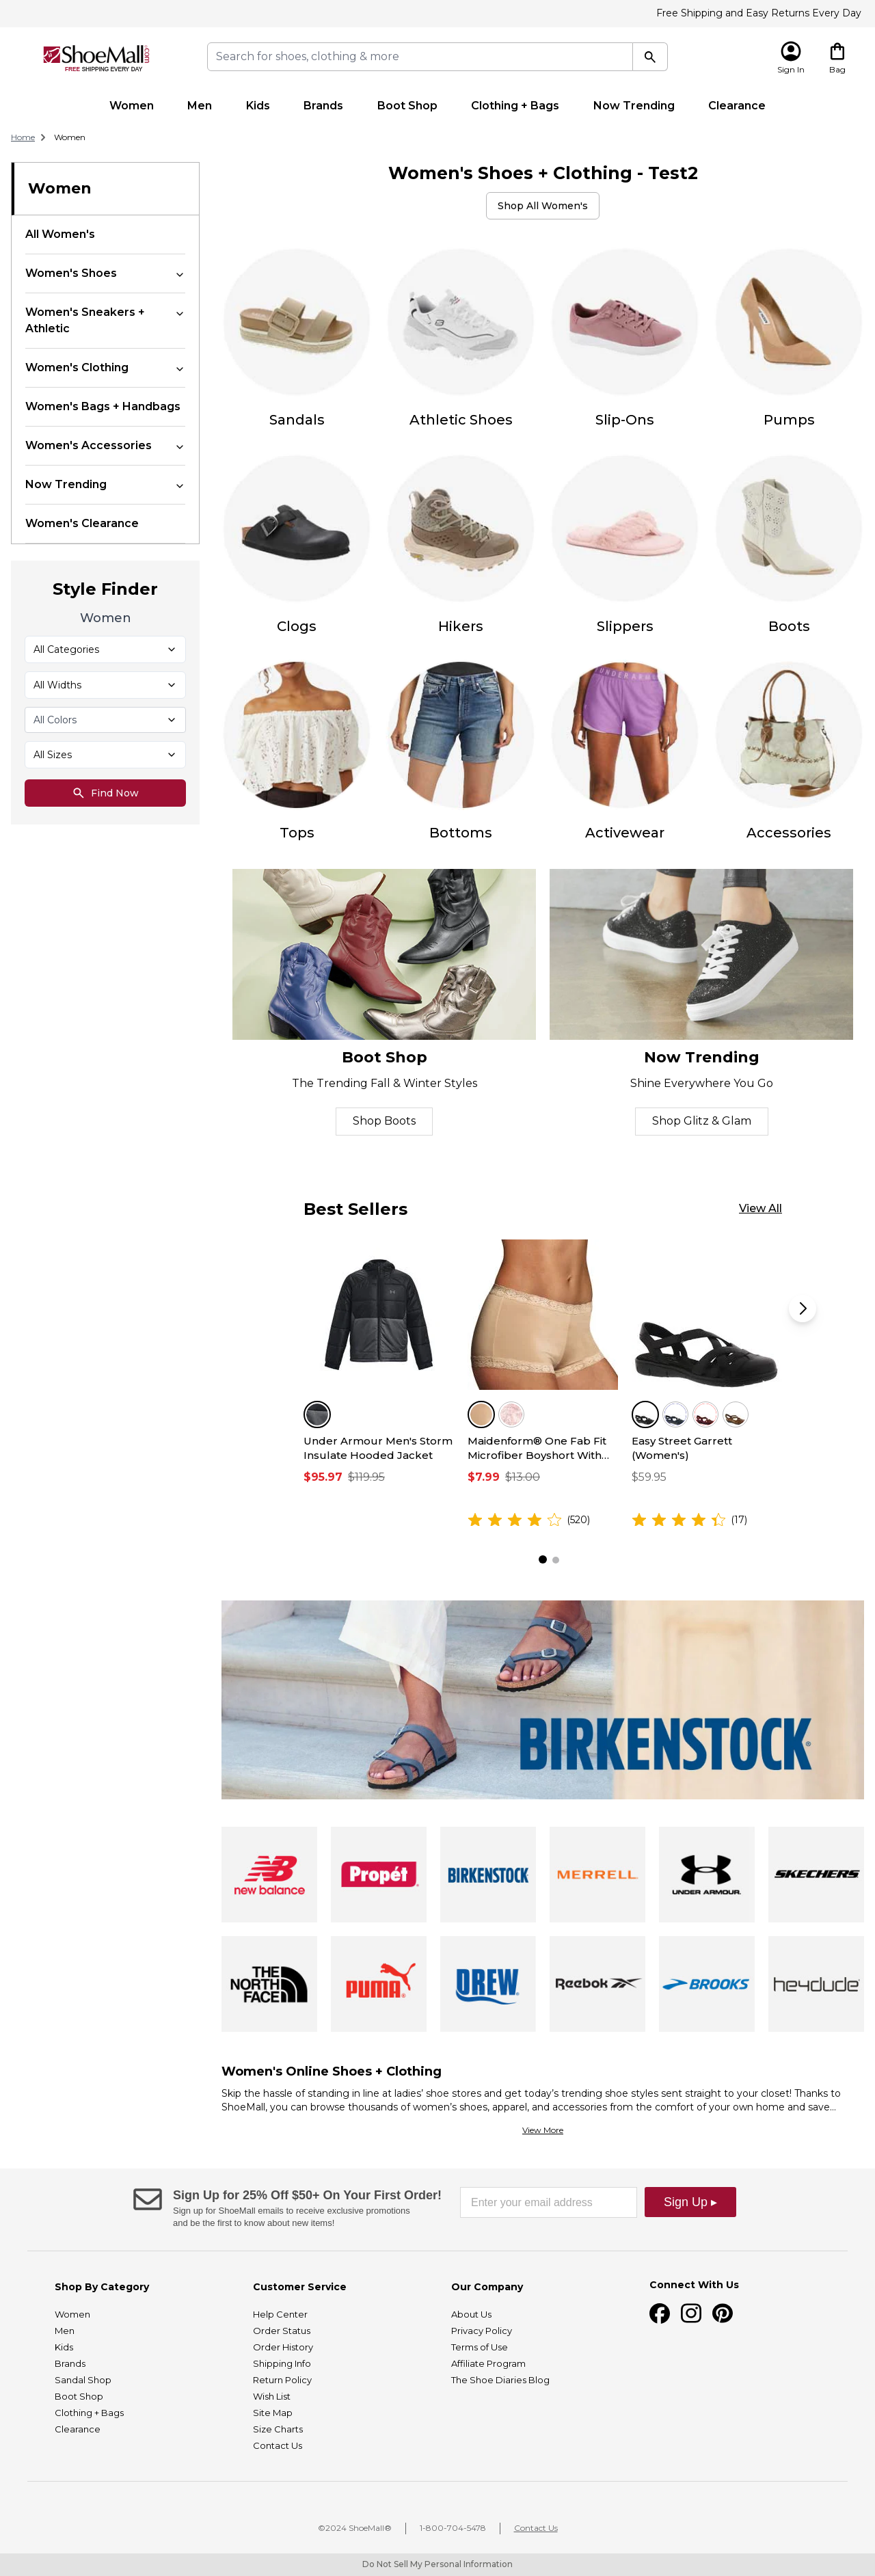 Free Shipping and Easy Returns Every Day
ShoeMall.com
FREE SHIPPING EVERY DAY
Search for shoes, clothing & more
Sign In
Bag
Women
Men
Kids
Brands
Boot Shop
Clothing + Bags
Now Trending
Clearance
Home
Women
Women
All Women's
Women's Shoes
Women's Sneakers +
Athletic
Women's Clothing
Women's Bags + Handbags
Women's Accessories
Now Trending
Women's Clearance
Style Finder
Women
All Categories
All Widths
All Colors
All Sizes
Find Now
Women's Shoes + Clothing - Test2
Shop All Women's
Sandals
Athletic Shoes
Slip-Ons
Pumps
Clogs
Hikers
Slippers
Boots
UNDER ARMOUR
Tops
Bottoms
Activewear
Accessories
Boot Shop
The Trending Fall & Winter Styles
Shop Boots
Now Trending
Shine Everywhere You Go
Shop Glitz & Glam
Best Sellers
View All
Under Armour Men's Storm
Insulate Hooded Jacket
$95.97 $119.95
Maidenform® One Fab Fit
Microfiber Boyshort With...
$7.99 $13.00
(520)
Easy Street Garrett
(Women's)
$59.95
(17)
BIRKENSTOCK
new balance
Propét
BIRKENSTOCK
MERRELL
UNDER ARMOUR
SKECHERS
THE
NORTH
FACE
PUMA
DREW
Reebok
BROOKS
heydude
Women's Online Shoes + Clothing
Skip the hassle of standing in line at ladies’ shoe stores and get today’s trending shoe styles sent straight to your closet! Thanks to
ShoeMall, you can browse thousands of women’s shoes, apparel, and accessories from the comfort of your own home and save...
View More
Sign Up for 25% Off $50+ On Your First Order!
Sign up for ShoeMall emails to receive exclusive promotions
and be the first to know about new items!
Enter your email address
Sign Up ▸
Shop By Category
Women
Men
Kids
Brands
Sandal Shop
Boot Shop
Clothing + Bags
Clearance
Customer Service
Help Center
Order Status
Order History
Shipping Info
Return Policy
Wish List
Site Map
Size Charts
Contact Us
Our Company
About Us
Privacy Policy
Terms of Use
Affiliate Program
The Shoe Diaries Blog
Connect With Us
©2024 ShoeMall®
1-800-704-5478
Contact Us
Do Not Sell My Personal Information